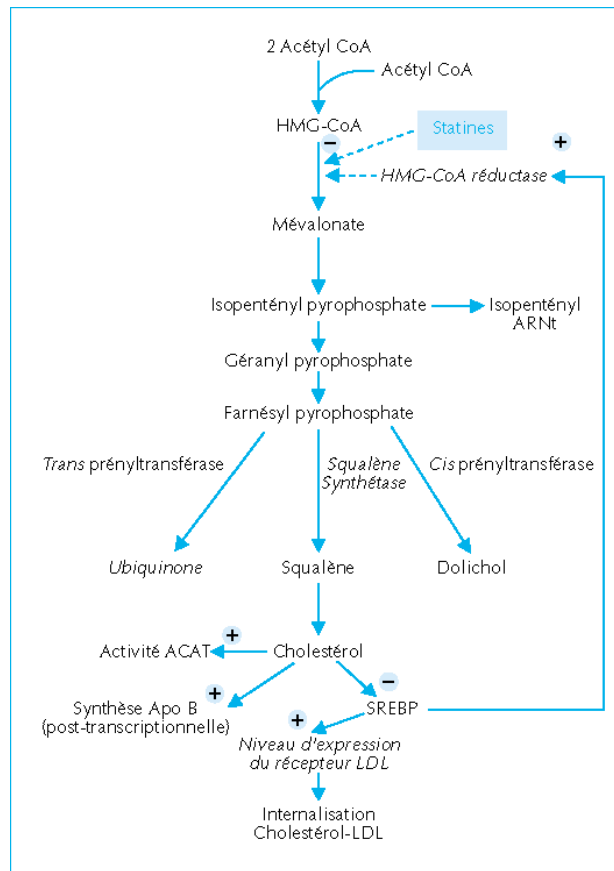 2 Acétyl CoA
Acétyl CoA
HMG-CoA
−
Statines
+
HMG-CoA réductase
Mévalonate
Isopentényl pyrophosphate
Isopentényl
ARNt
Géranyl pyrophosphate
Farnésyl pyrophosphate
Trans prényltransférase
Squalène
Synthétase
Cis prényltransférase
Ubiquinone
Squalène
Dolichol
Activité ACAT
+
Cholestérol
−
Synthèse Apo B
(post-transcriptionnelle)
+
SREBP
+
Niveau d'expression
du récepteur LDL
Internalisation
Cholestérol-LDL